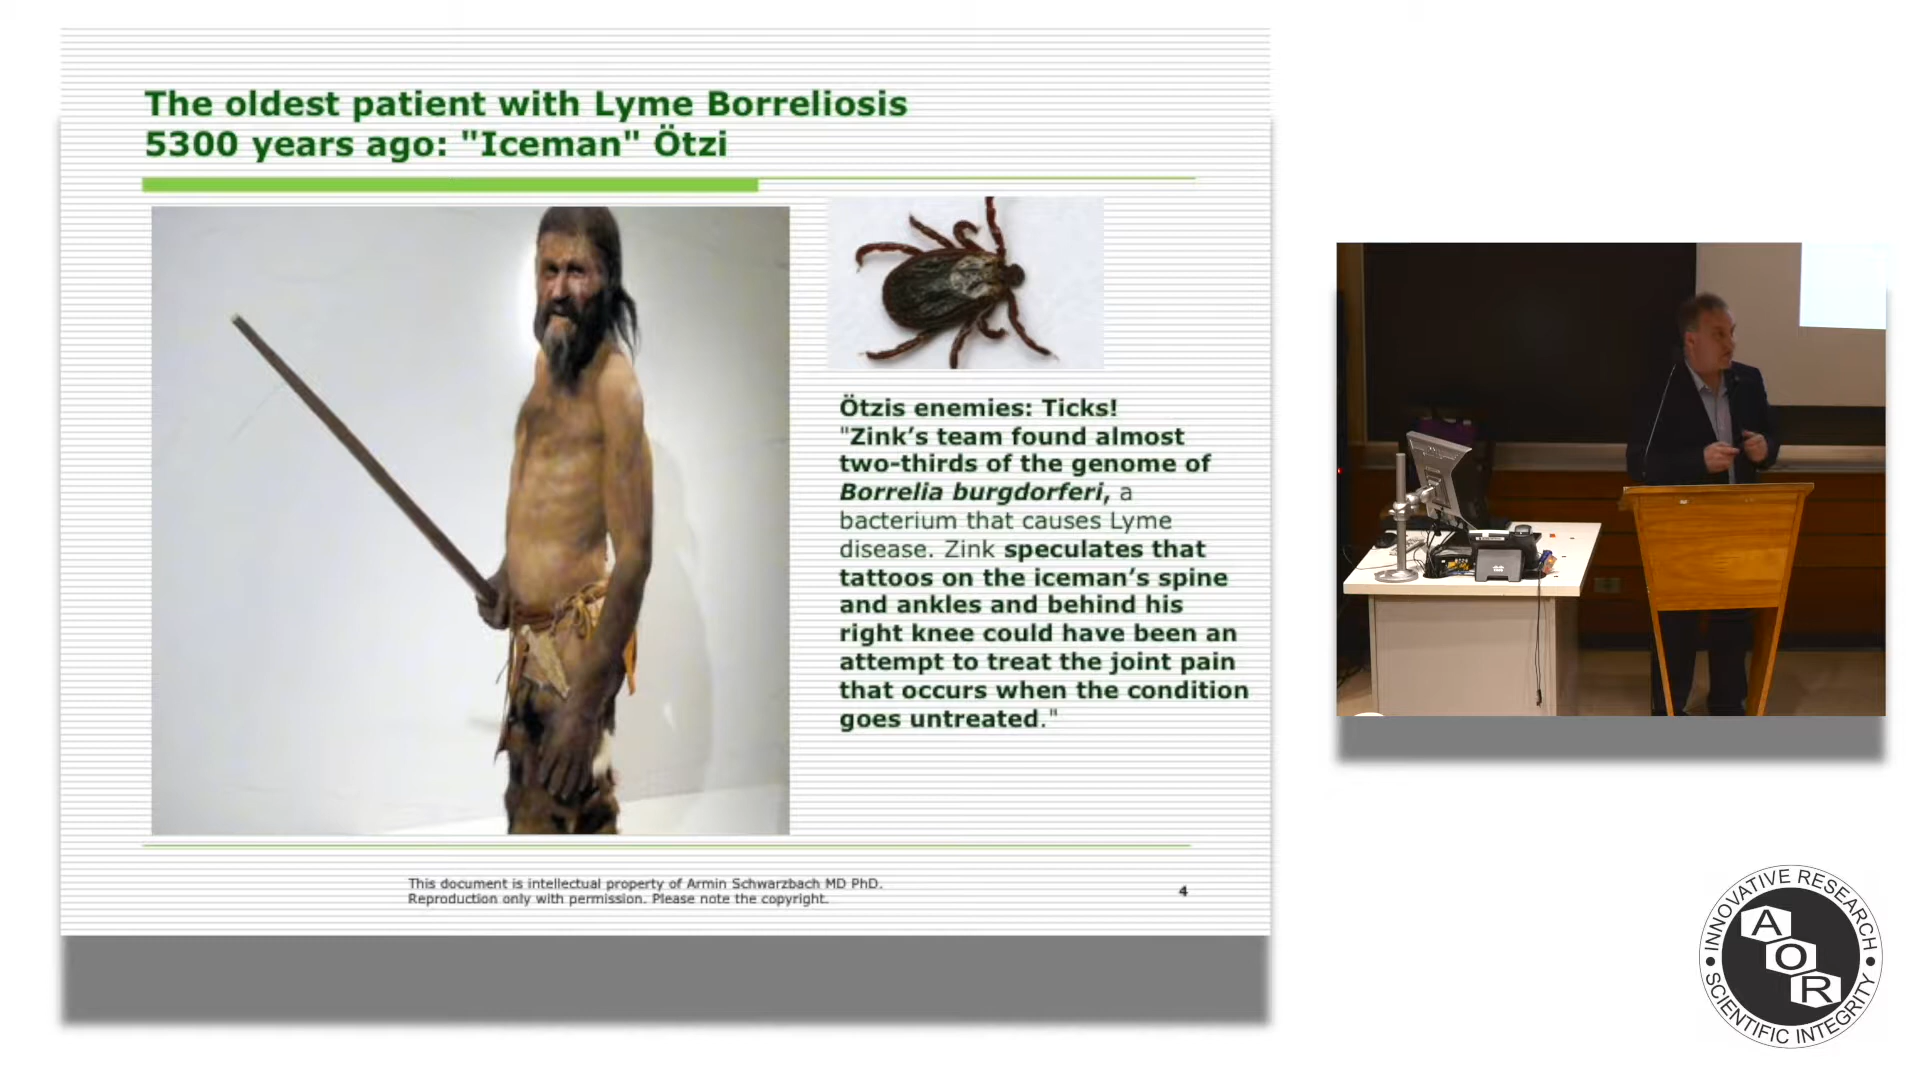 The oldest patient with Lyme Borreliosis
5300 years ago: "Iceman" Ötzi
Ötzis enemies: Ticks!
"Zink’s team found almost
two-thirds of the genome of
Borrelia burgdorferi, a
bacterium that causes Lyme
disease. Zink speculates that
tattoos on the iceman’s spine
and ankles and behind his
right knee could have been an
attempt to treat the joint pain
that occurs when the condition
goes untreated."
This document is intellectual property of Armin Schwarzbach MD PhD.
Reproduction only with permission. Please note the copyright.
4
INNOVATIVE RESEARCH
AOR
SCIENTIFIC INTEGRITY